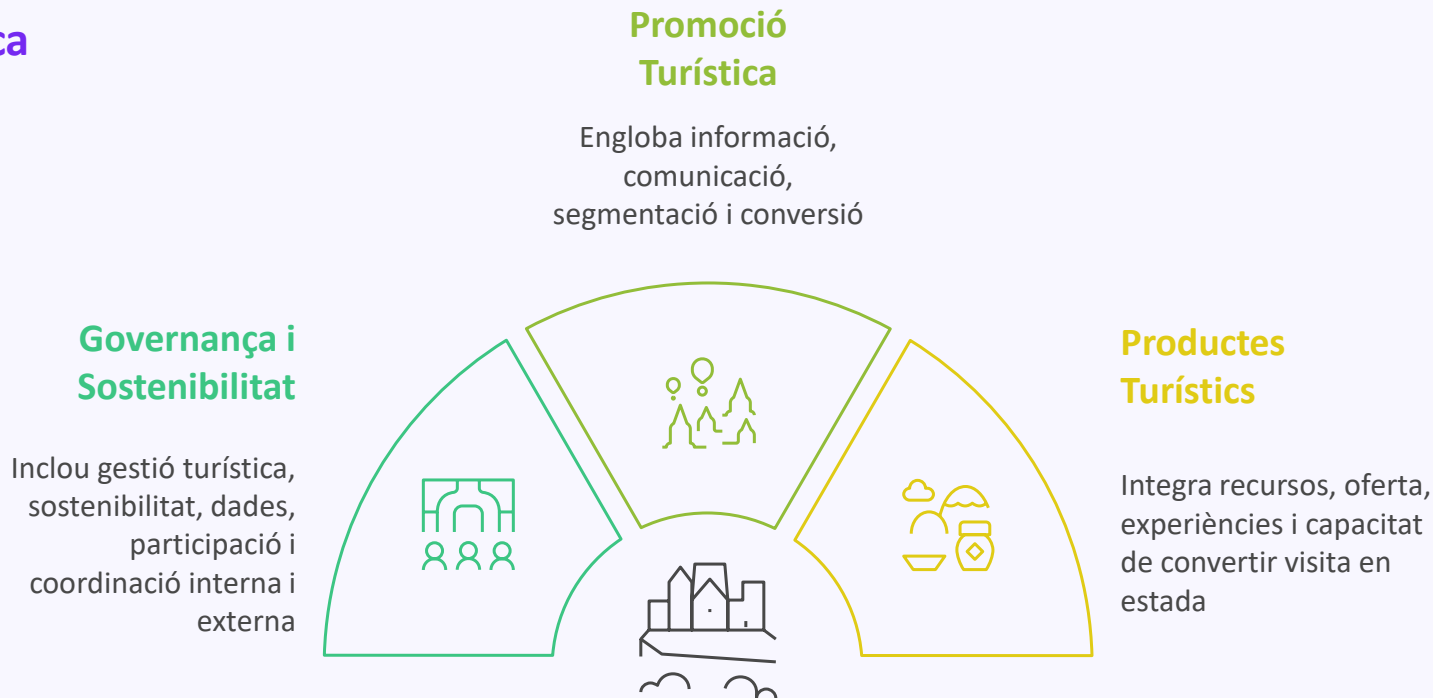 Promoció
Turística
Engloba informació,
comunicació,
segmentació i conversió
Governança i
Sostenibilitat
Inclou gestió turística,
sostenibilitat, dades,
participació i
coordinació interna i
externa
Productes
Turístics
Integra recursos, oferta,
experiències i capacitat
de convertir visita en
estada